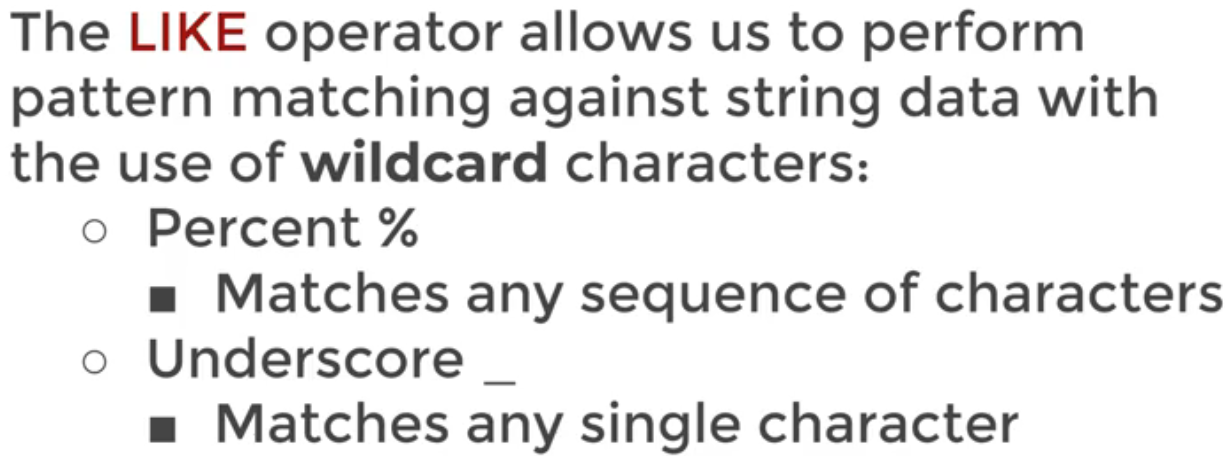 The LIKE operator allows us to perform
pattern matching against string data with
the use of wildcard characters:
○ Percent %
■ Matches any sequence of characters
○ Underscore _
■ Matches any single character